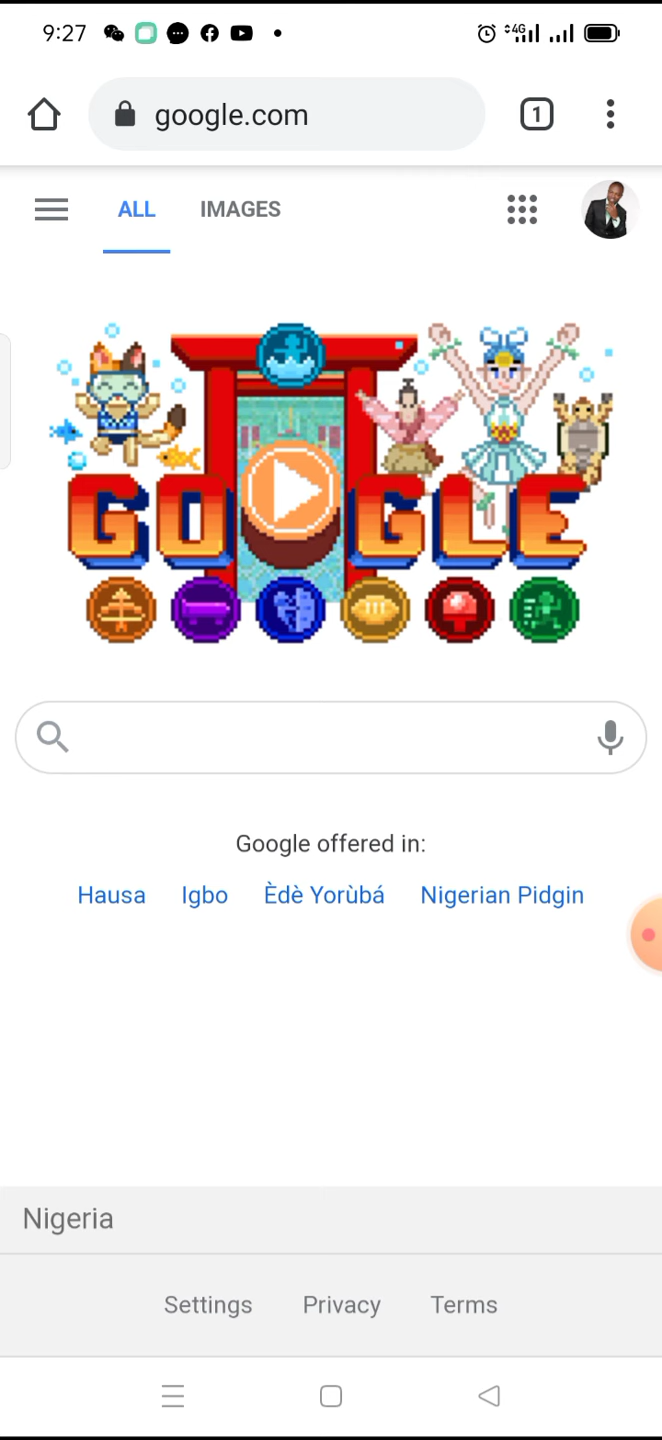 9:27
4G
google.com
1
ALL IMAGES
GOOGLE
Google offered in:
Hausa Igbo Èdè Yorùbá Nigerian Pidgin
Nigeria
Settings Privacy Terms